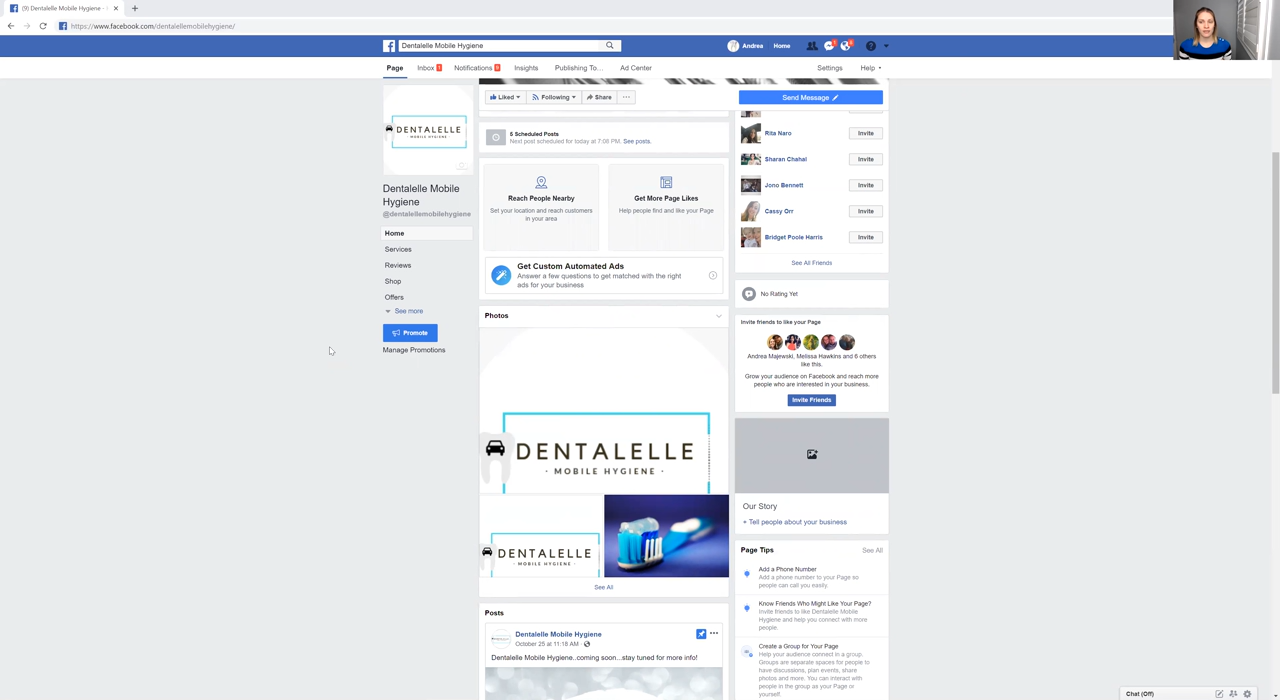 (9) Dentalelle Mobile Hygiene -
https://www.facebook.com/dentalellemobilehygiene/
Dentalelle Mobile Hygiene
Andrea
Home
Page
Inbox 1
Notifications 9
Insights
Publishing To...
Ad Center
Settings
Help
DENTALELLE
MOBILE HYGIENE
Dentalelle Mobile
Hygiene
@dentalellemobilehygiene
Home
Services
Reviews
Shop
Offers
See more
Promote
Manage Promotions
Liked
Following
Share
...
Send Message
5 Scheduled Posts
Next post scheduled for today at 7:06 PM. See posts.
Reach People Nearby
Set your location and reach customers
in your area
Get More Page Likes
Help people find and like your Page
Get Custom Automated Ads
Answer a few questions to get matched with the right
ads for your business
Photos
DENTALELLE
· MOBILE HYGIENE ·
DENTALELLE
· MOBILE HYGIENE ·
See All
Posts
Dentalelle Mobile Hygiene
October 25 at 11:18 AM ·
Dentalelle Mobile Hygiene..coming soon...stay tuned for more info!
Rita Naro
Invite
Sharan Chahal
Invite
Jono Bennett
Invite
Cassy Orr
Invite
Bridget Poole Harris
Invite
See All Friends
No Rating Yet
Invite friends to like your Page
Andrea Majewski, Melissa Hawkins and 6 others
like this.
Grow your audience on Facebook and reach more
people who are interested in your business.
Invite Friends
Our Story
+ Tell people about your business
Page Tips
See All
Add a Phone Number
Add a phone number to your Page so
people can call you easily.
Know Friends Who Might Like Your Page?
Invite friends to like Dentalelle Mobile
Hygiene and help you connect with more
people.
Create a Group for Your Page
Help your audience connect in a group.
Groups are separate spaces for people to
have discussions, plan events, share
photos and more. You can interact with
people in the group as your Page or
yourself.
Chat (Off)